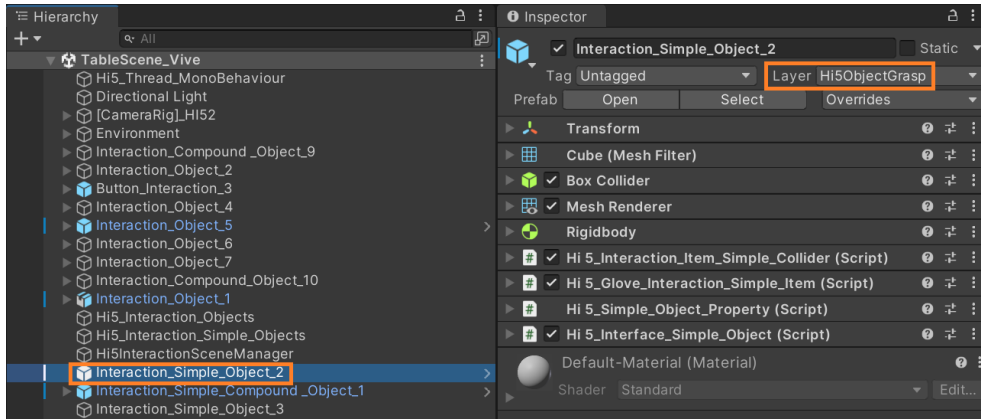 Hierarchy
All
TableScene_Vive
Hi5_Thread_MonoBehaviour
Directional Light
[CameraRig]_HI52
Environment
Interaction_Compound _Object_9
Interaction_Object_2
Button_Interaction_3
Interaction_Object_4
Interaction_Object_5
Interaction_Object_6
Interaction_Object_7
Interaction_Compound_Object_10
Interaction_Object_1
Hi5_Interaction_Objects
Hi5_Interaction_Simple_Objects
Hi5InteractionSceneManager
Interaction_Simple_Object_2
Interaction_Simple_Compound _Object_1
Interaction_Simple_Object_3
Inspector
Interaction_Simple_Object_2 Static
Tag Untagged Layer Hi5ObjectGrasp
Prefab Open Select Overrides
Transform
Cube (Mesh Filter)
Box Collider
Mesh Renderer
Rigidbody
# Hi 5_Interaction_Item_Simple_Collider (Script)
# Hi 5_Glove_Interaction_Simple_Item (Script)
# Hi 5_Simple_Object_Property (Script)
# Hi 5_Interface_Simple_Object (Script)
Default-Material (Material)
Shader Standard Edit...